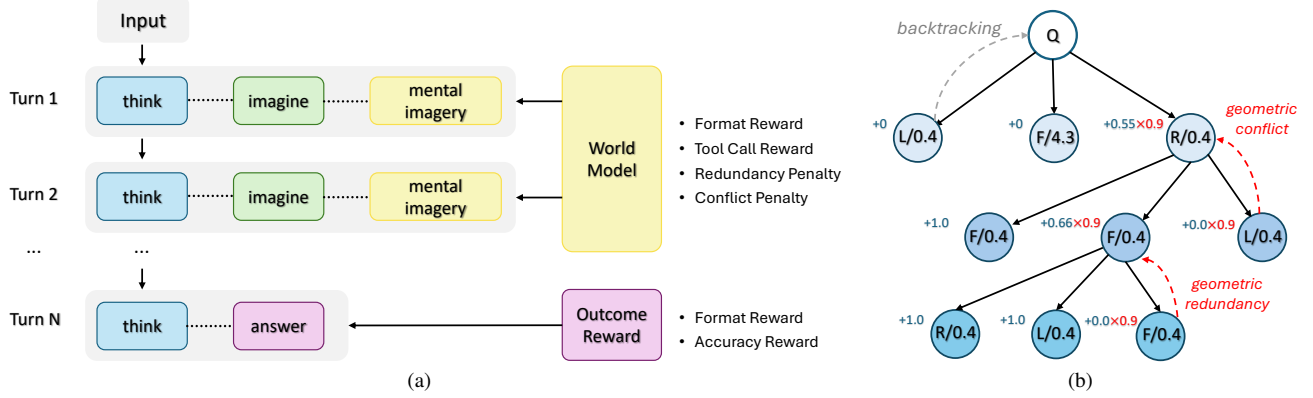 Input
Turn 1
think
imagine
mental
imagery
Turn 2
think
imagine
mental
imagery
...
...
Turn N
think
answer
World
Model
• Format Reward
• Tool Call Reward
• Redundancy Penalty
• Conflict Penalty
Outcome
Reward
• Format Reward
• Accuracy Reward
(a)
backtracking
Q
+0
L/0.4
+0
F/4.3
+0.55×0.9
R/0.4
geometric
conflict
+1.0
F/0.4
+0.66×0.9
F/0.4
+0.0×0.9
L/0.4
geometric
redundancy
+1.0
R/0.4
+1.0
L/0.4
+0.0×0.9
F/0.4
(b)